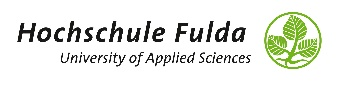 Hochschule Fulda
University of Applied Sciences